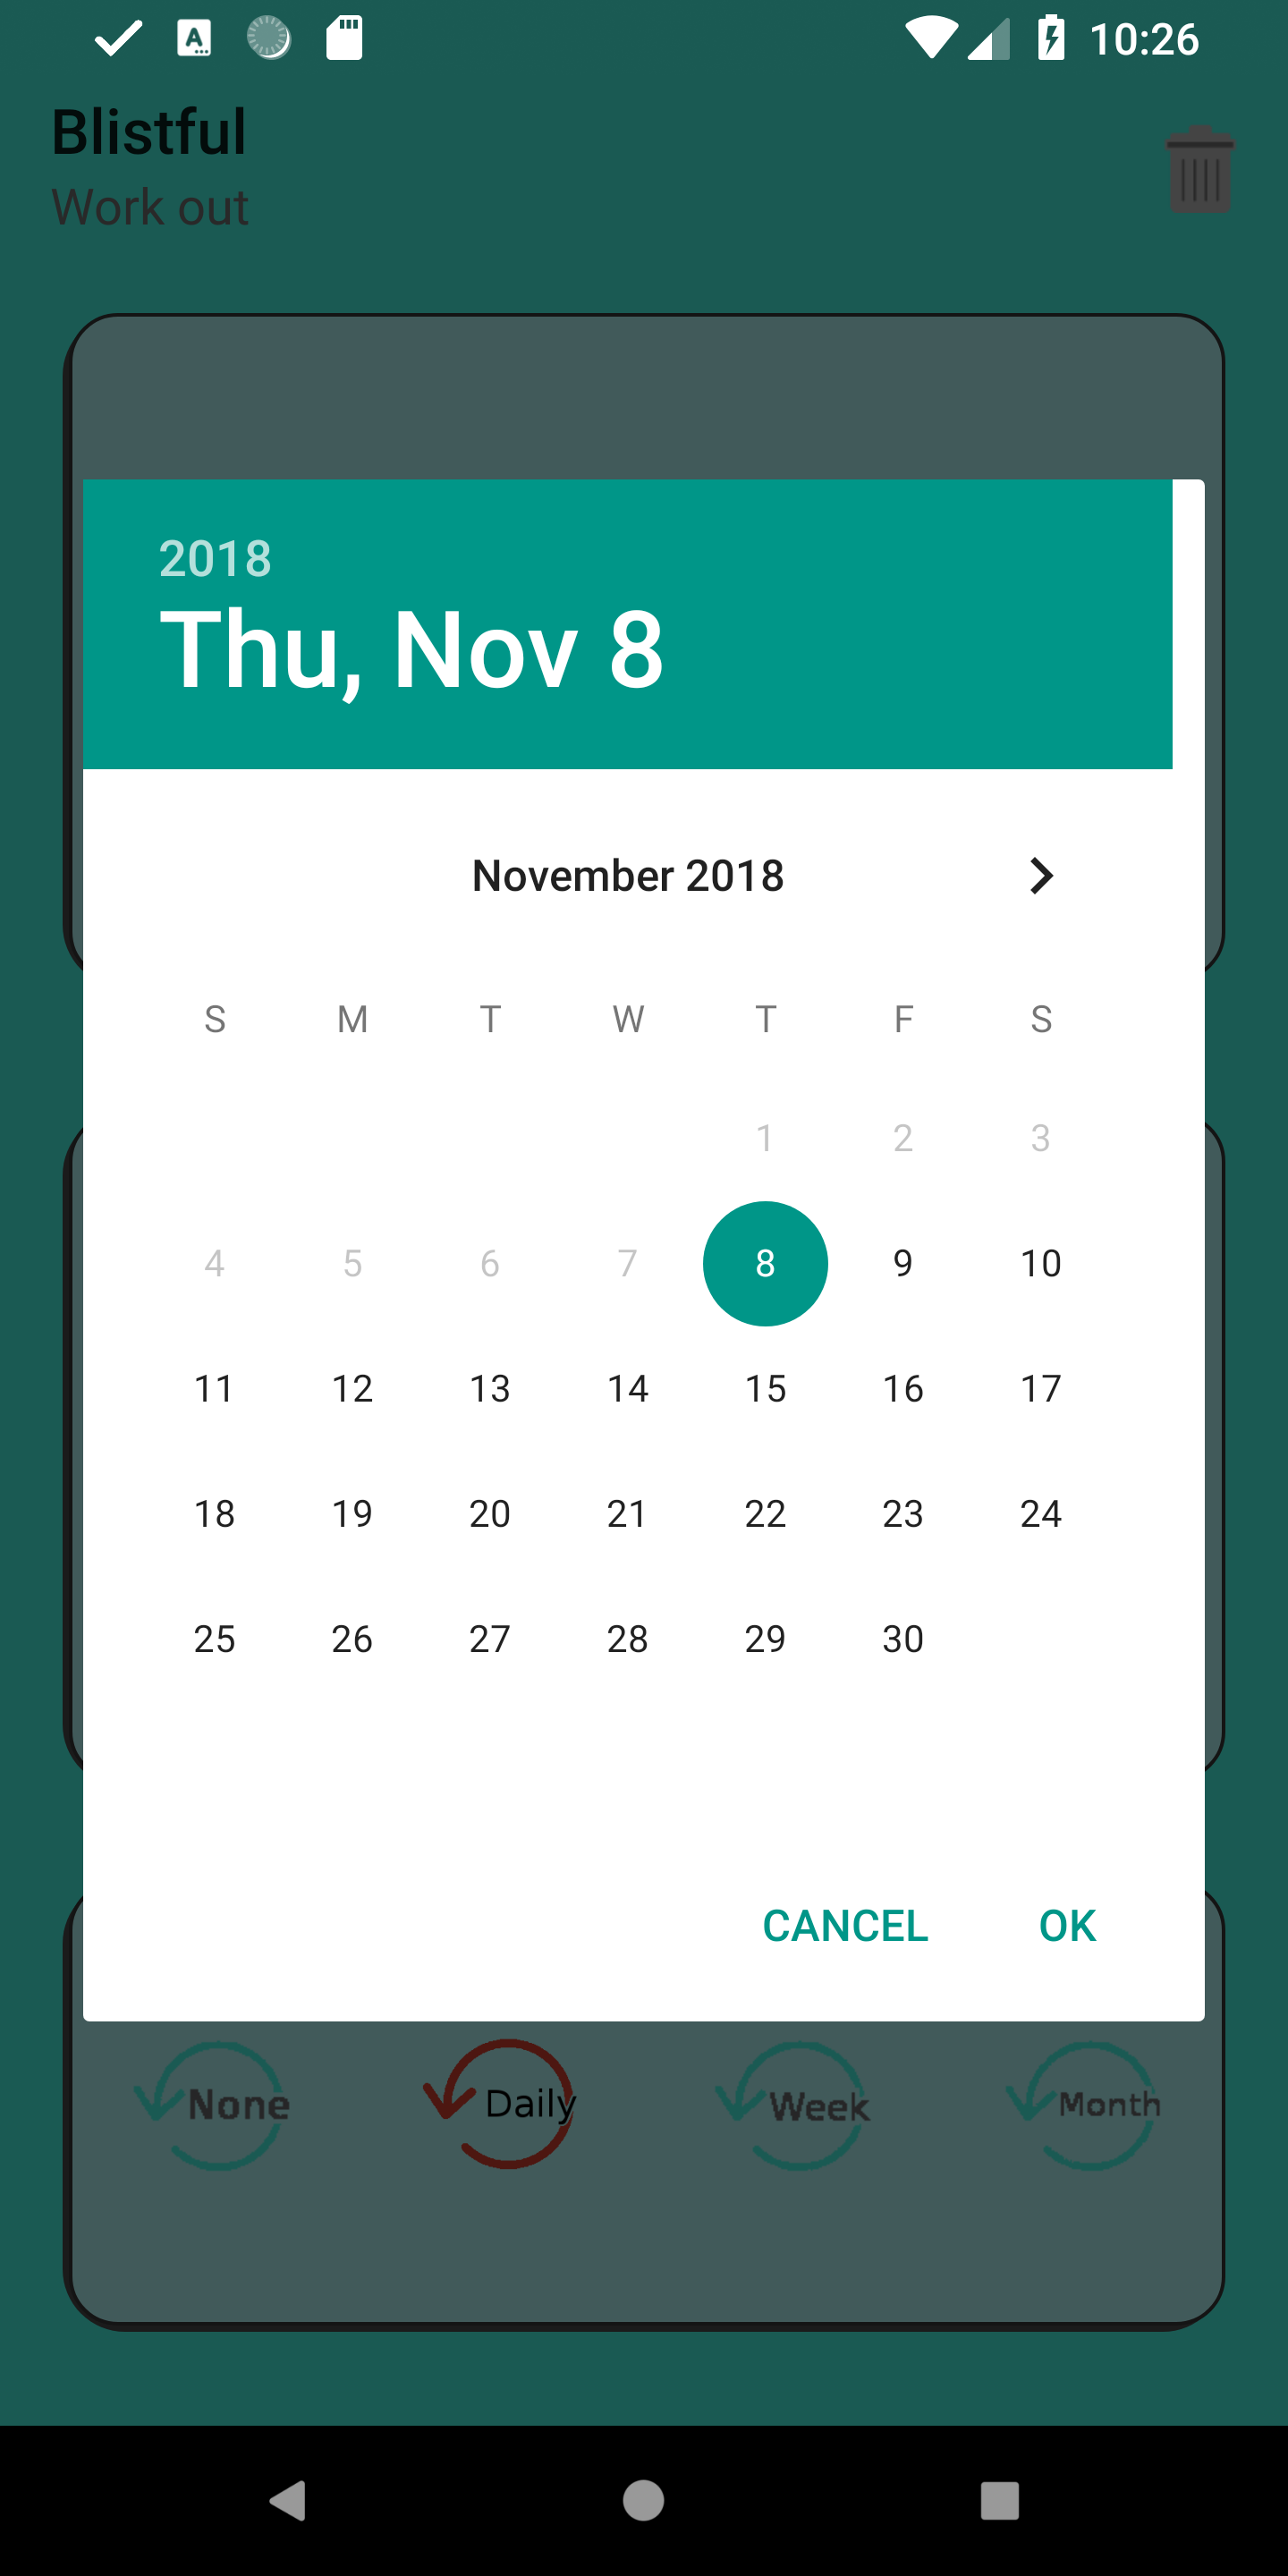 10:26
Blistful
Work out
2018
Thu, Nov 8
November 2018
S M T W T F S
1 2 3
4 5 6 7 8 9 10
11 12 13 14 15 16 17
18 19 20 21 22 23 24
25 26 27 28 29 30
CANCEL OK
None Daily Week Month